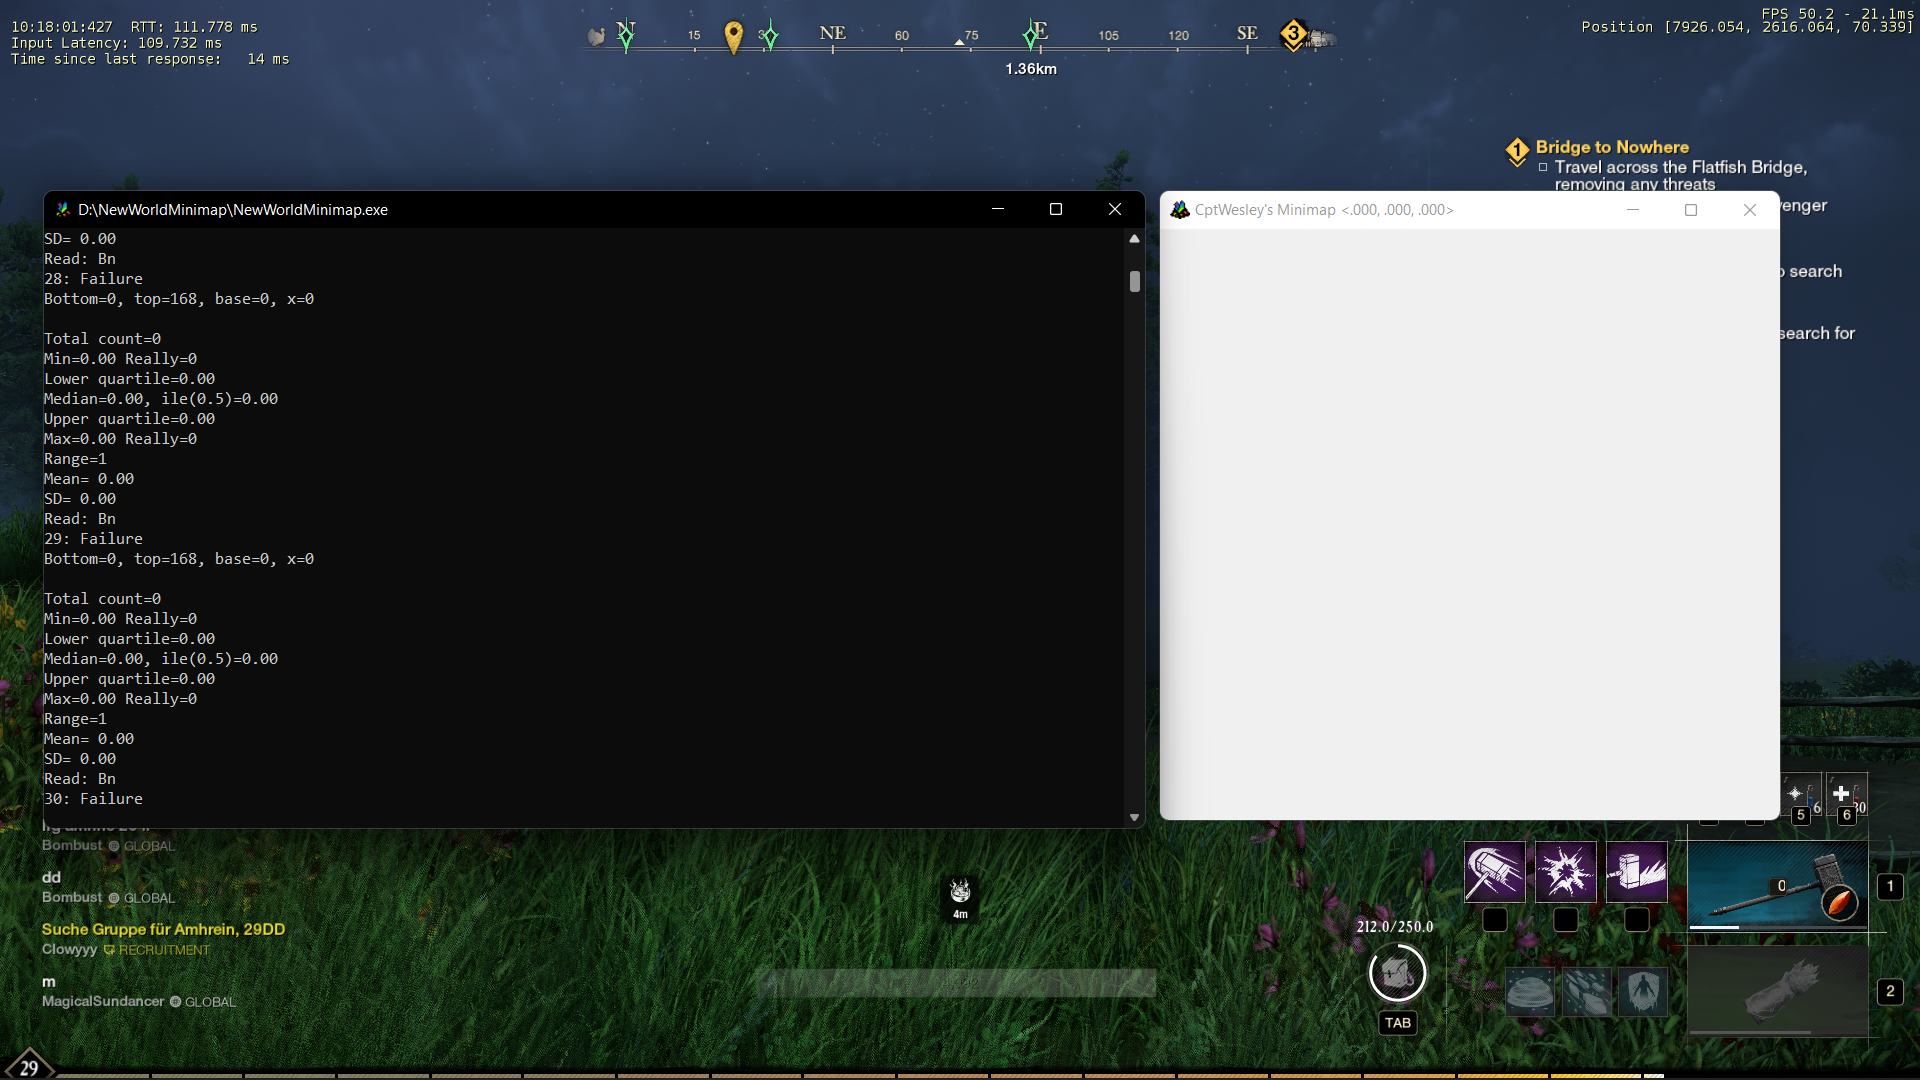 10:18:01:427 RTT: 111.778 ms
Input Latency: 109.732 ms
Time since last response: 14 ms
N 15 NE 60 75 E 105 120 SE 3
1.36km
FPS 50.2 - 21.1ms
Position [7926.054, 2616.064, 70.339]
1 Bridge to Nowhere
Travel across the Flatfish Bridge,
removing any threats
search
search for
D:\NewWorldMinimap\NewWorldMinimap.exe
SD= 0.00
Read: Bn
28: Failure
Bottom=0, top=168, base=0, x=0
Total count=0
Min=0.00 Really=0
Lower quartile=0.00
Median=0.00, ile(0.5)=0.00
Upper quartile=0.00
Max=0.00 Really=0
Range=1
Mean= 0.00
SD= 0.00
Read: Bn
29: Failure
Bottom=0, top=168, base=0, x=0
Total count=0
Min=0.00 Really=0
Lower quartile=0.00
Median=0.00, ile(0.5)=0.00
Upper quartile=0.00
Max=0.00 Really=0
Range=1
Mean= 0.00
SD= 0.00
Read: Bn
30: Failure
CptWesley's Minimap <.000, .000, .000>
Bombust GLOBAL
dd
Bombust GLOBAL
Suche Gruppe für Amhrein, 29DD
Clowyyy RECRUITMENT
m
MagicalSundancer GLOBAL
29
4m
212.0/250.0
TAB
5 6
0
1
2